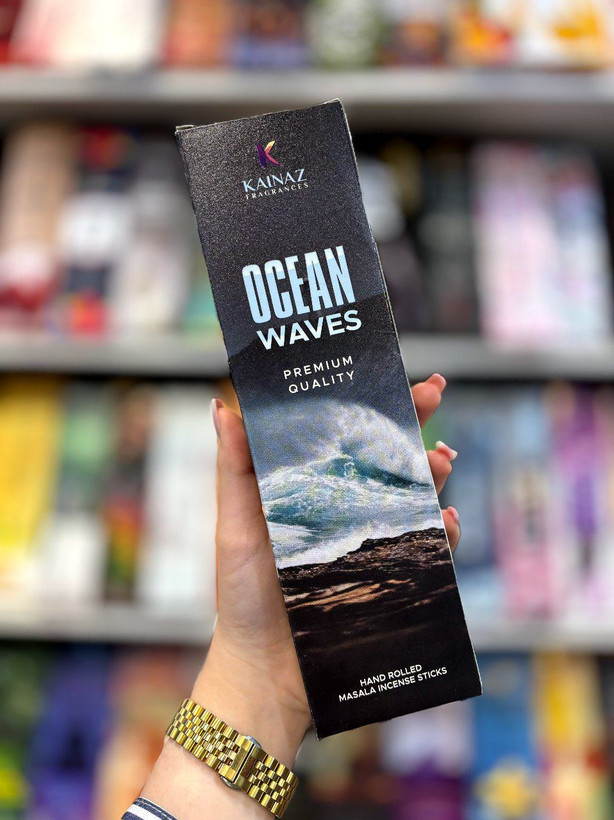 KAINAZ
FRAGRANCES
OCEAN
WAVES
PREMIUM
QUALITY
HAND ROLLED
MASALA INCENSE STICKS